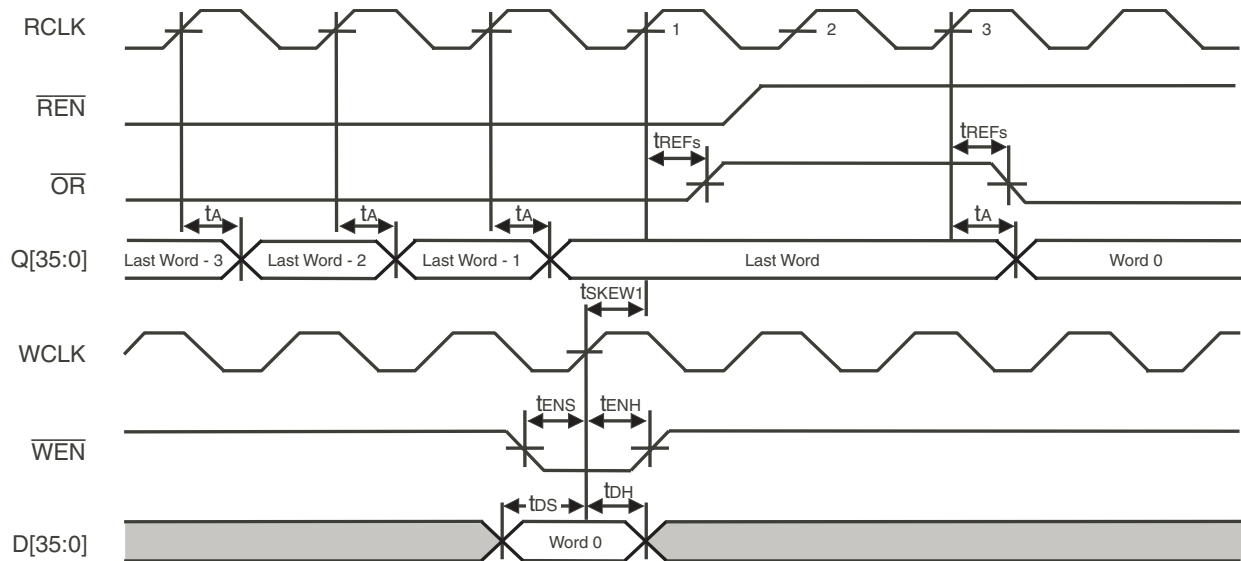 RCLK
1
2
3
REN
tREFs
tREFs
OR
tA
tA
tA
tA
Q[35:0]
Last Word - 3
Last Word - 2
Last Word - 1
Last Word
Word 0
tSKEW1
WCLK
tENS
tENH
WEN
tDS
tDH
D[35:0]
Word 0